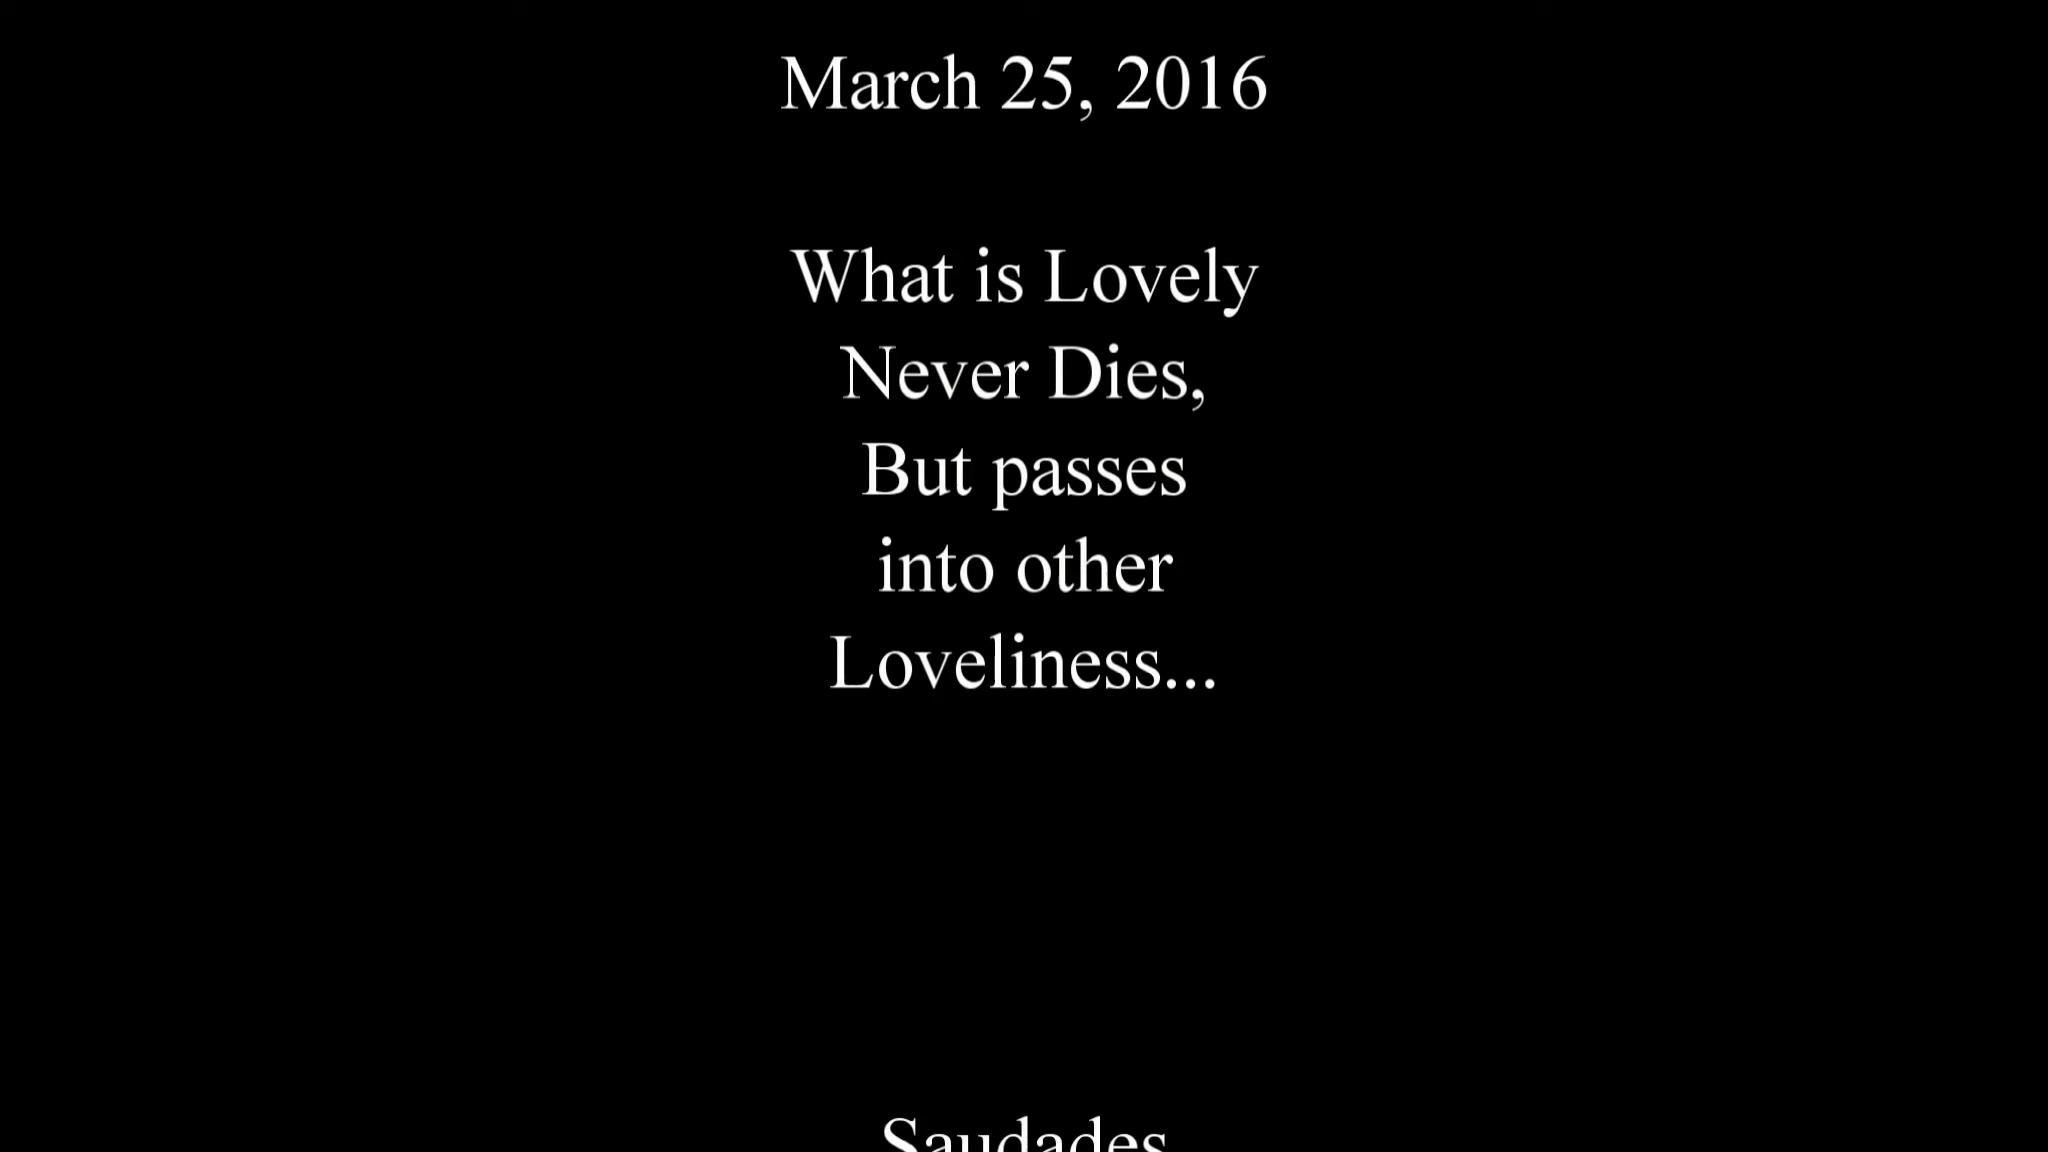 March 25, 2016
What is Lovely
Never Dies,
But passes
into other
Loveliness...
Saudades